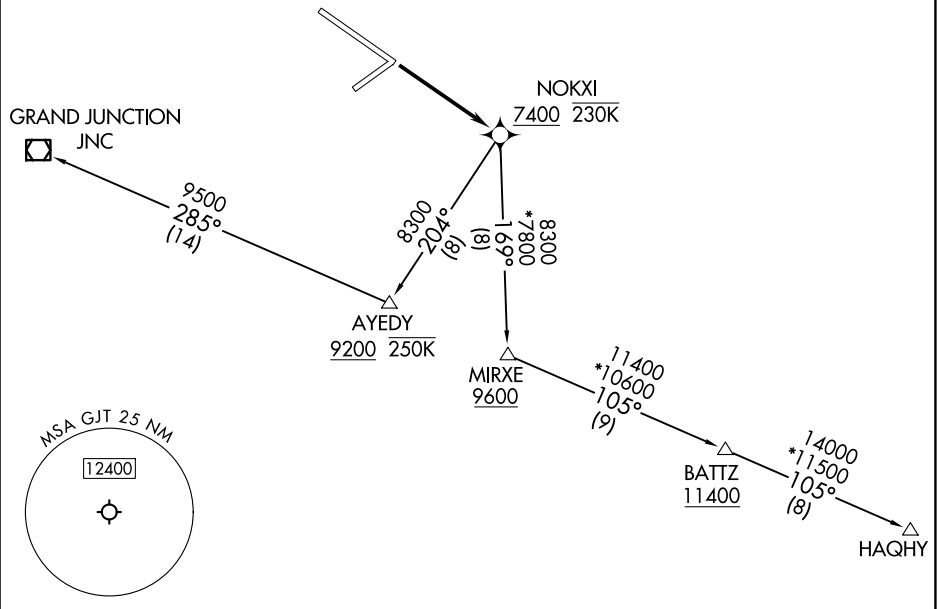 NOKXI
7400 230K
GRAND JUNCTION
JNC
9500
285°
(14)
8300
204°
(8)
8300
*7800
169°
(8)
AYEDY
9200 250K
MIRXE
9600
11400
*10600
105°
(9)
BATTZ
11400
14000
*11500
105°
(8)
HAQHY
MSA GJT 25 NM
12400